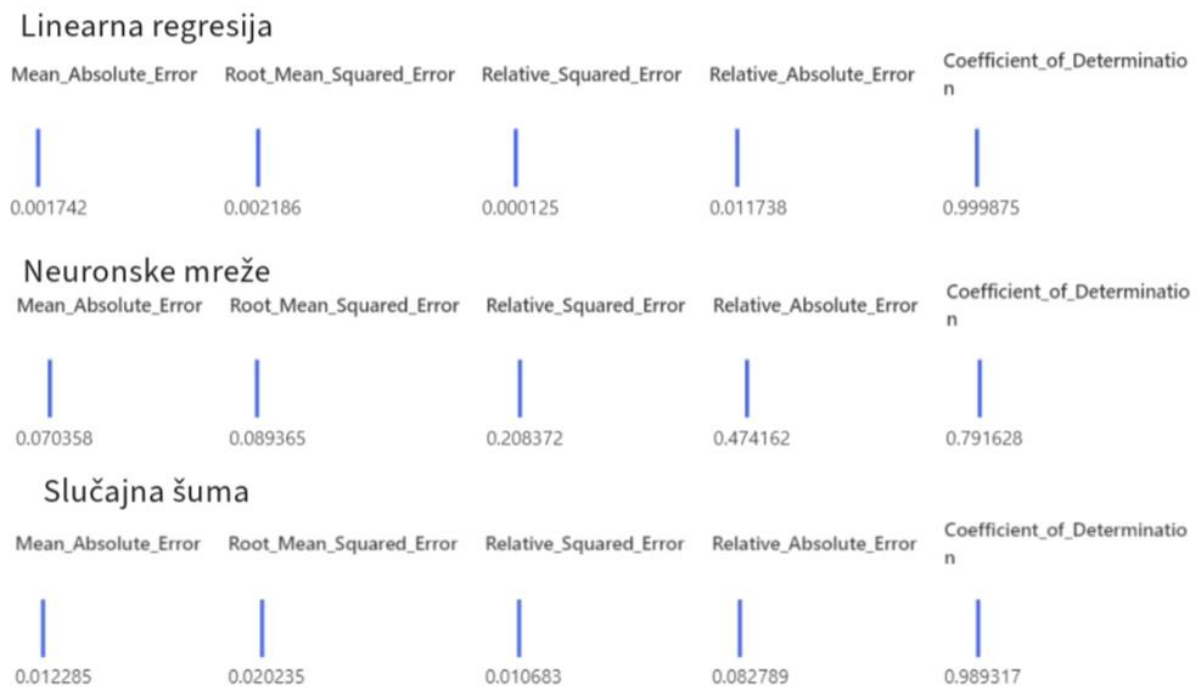 Linearna regresija
Mean_Absolute_Error Root_Mean_Squared_Error Relative_Squared_Error Relative_Absolute_Error Coefficient_of_Determinatio
n
0.001742 0.002186 0.000125 0.011738 0.999875
Neuronske mreže
Mean_Absolute_Error Root_Mean_Squared_Error Relative_Squared_Error Relative_Absolute_Error Coefficient_of_Determinatio
n
0.070358 0.089365 0.208372 0.474162 0.791628
Slučajna šuma
Mean_Absolute_Error Root_Mean_Squared_Error Relative_Squared_Error Relative_Absolute_Error Coefficient_of_Determinatio
n
0.012285 0.020235 0.010683 0.082789 0.989317